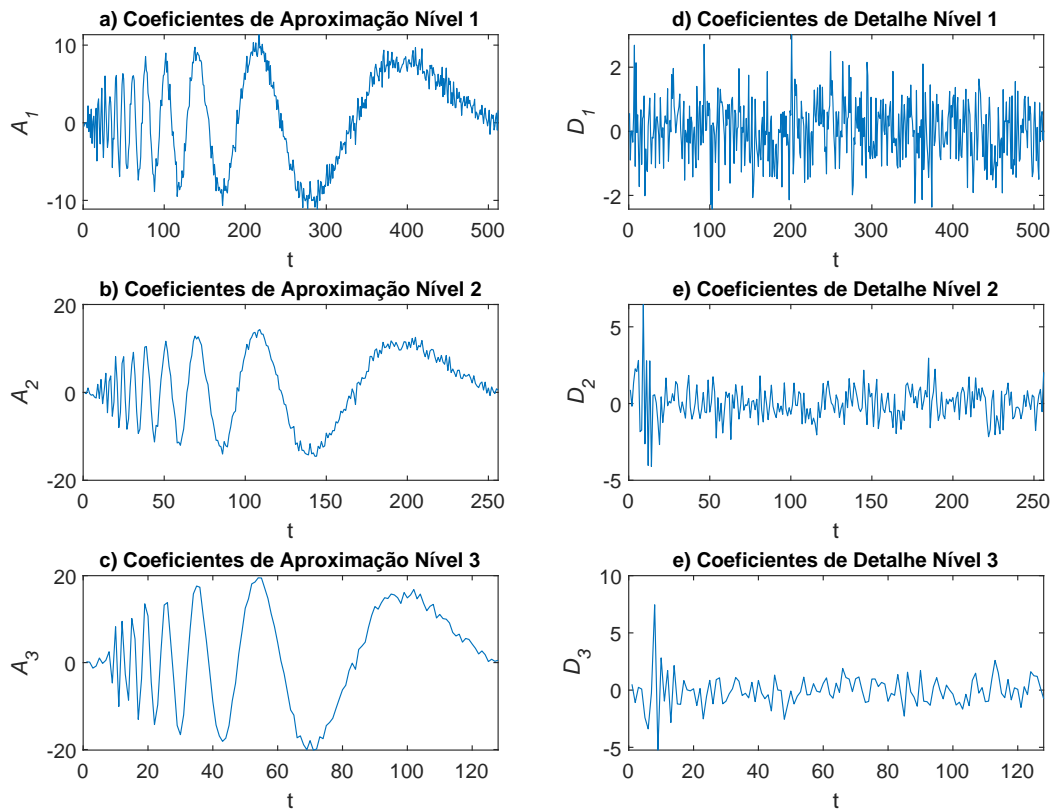 a) Coeficientes de Aproximação Nível 1
10
0
-10
A1
0 100 200 300 400 500
t
d) Coeficientes de Detalhe Nível 1
2
0
-2
D1
0 100 200 300 400 500
t
b) Coeficientes de Aproximação Nível 2
20
0
-20
A2
0 50 100 150 200 250
t
e) Coeficientes de Detalhe Nível 2
5
0
-5
D2
0 50 100 150 200 250
t
c) Coeficientes de Aproximação Nível 3
20
0
-20
A3
0 20 40 60 80 100 120
t
e) Coeficientes de Detalhe Nível 3
10
5
0
-5
D3
0 20 40 60 80 100 120
t